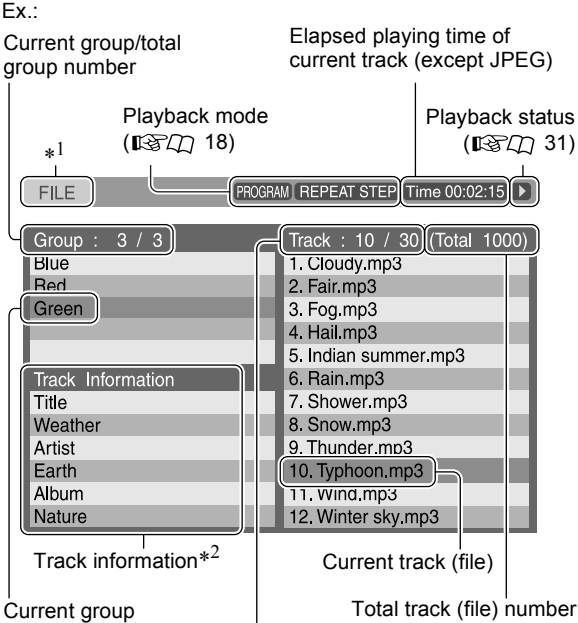 Ex.:
Current group/total
group number
Elapsed playing time of
current track (except JPEG)
Playback mode
( 18)
Playback status
( 31)
*1
FILE
PROGRAM REPEAT STEP Time 00:02:15
Group : 3 / 3
Track : 10 / 30 (Total 1000)
Blue
Red
Green
Track Information
Title
Weather
Artist
Earth
Album
Nature
1. Cloudy.mp3
2. Fair.mp3
3. Fog.mp3
4. Hail.mp3
5. Indian summer.mp3
6. Rain.mp3
7. Shower.mp3
8. Snow.mp3
9. Thunder.mp3
10. Typhoon.mp3
11. Wind.mp3
12. Winter sky.mp3
Track information*2
Current track (file)
Current group
Total track (file) number